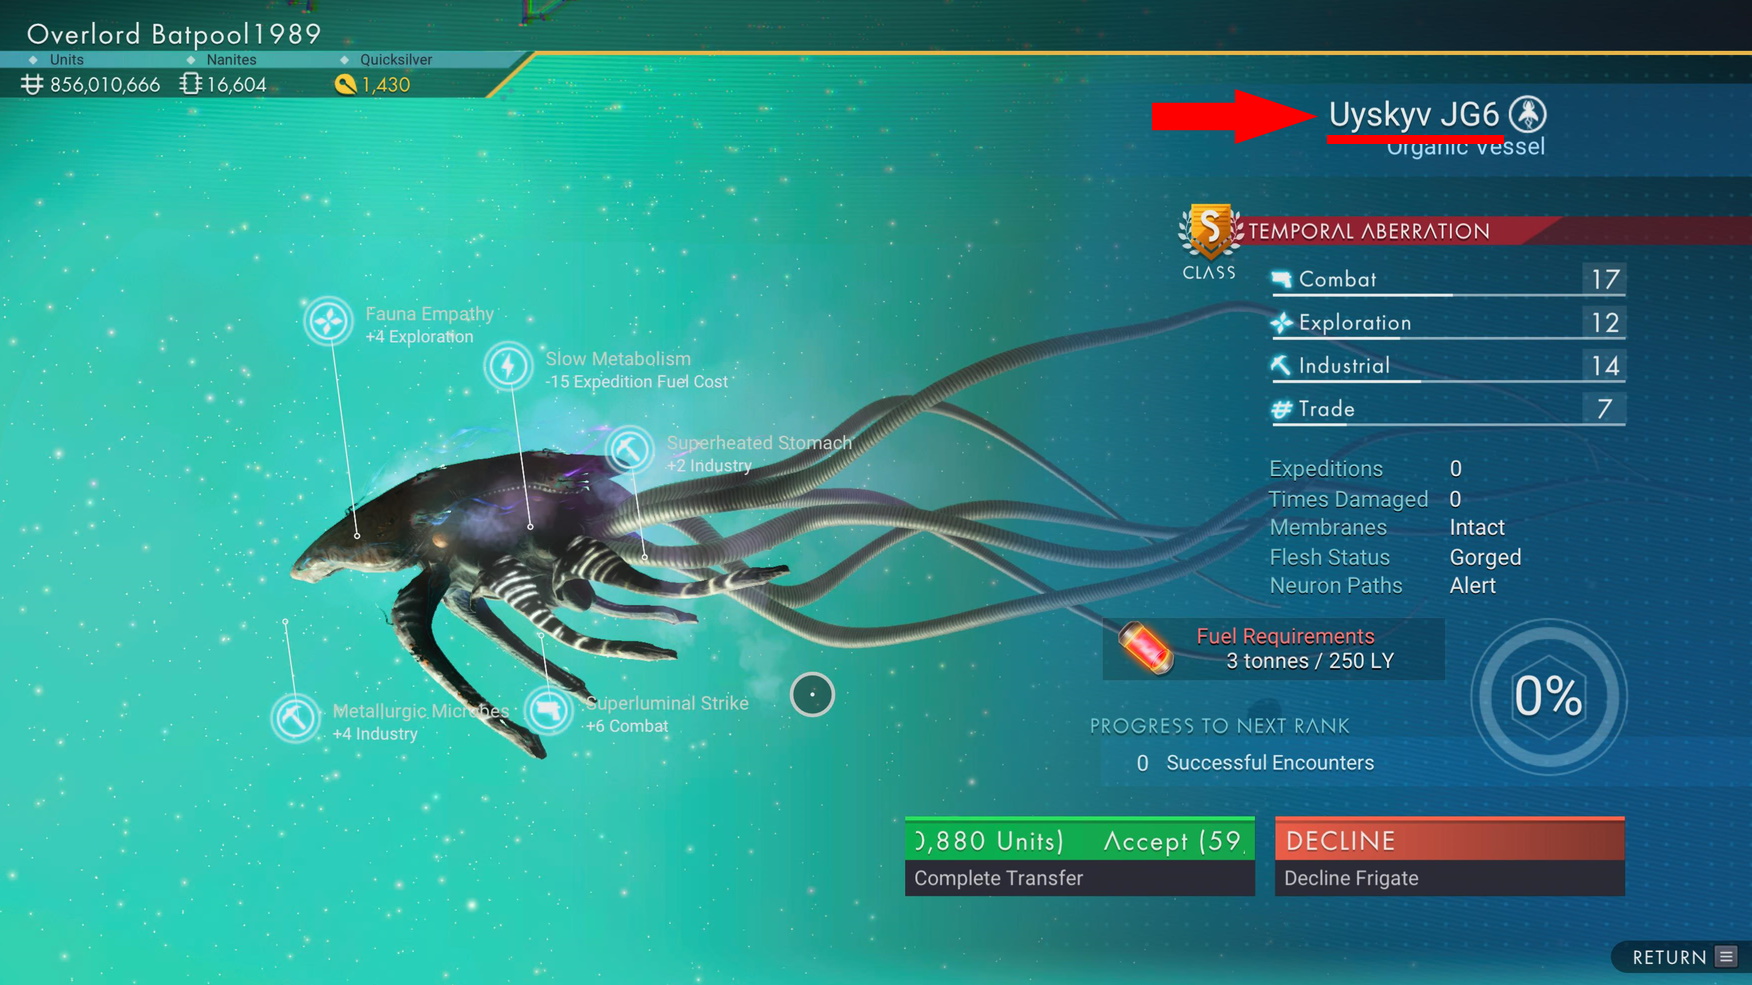 Overlord Batpool1989
Units Nanites Quicksilver
856,010,666 16,604 1,430
Uyskyv JG6
Organic Vessel
S
CLASS
TEMPORAL ABERRATION
Combat 17
Exploration 12
Industrial 14
Trade 7
Fauna Empathy
+4 Exploration
Slow Metabolism
-15 Expedition Fuel Cost
Superheated Stomach
+2 Industry
Metallurgic Microbes
+4 Industry
Superluminal Strike
+6 Combat
Expeditions 0
Times Damaged 0
Membranes Intact
Flesh Status Gorged
Neuron Paths Alert
Fuel Requirements
3 tonnes / 250 LY
0%
PROGRESS TO NEXT RANK
0 Successful Encounters
0,880 Units) Accept (59,
Complete Transfer
DECLINE
Decline Frigate
RETURN